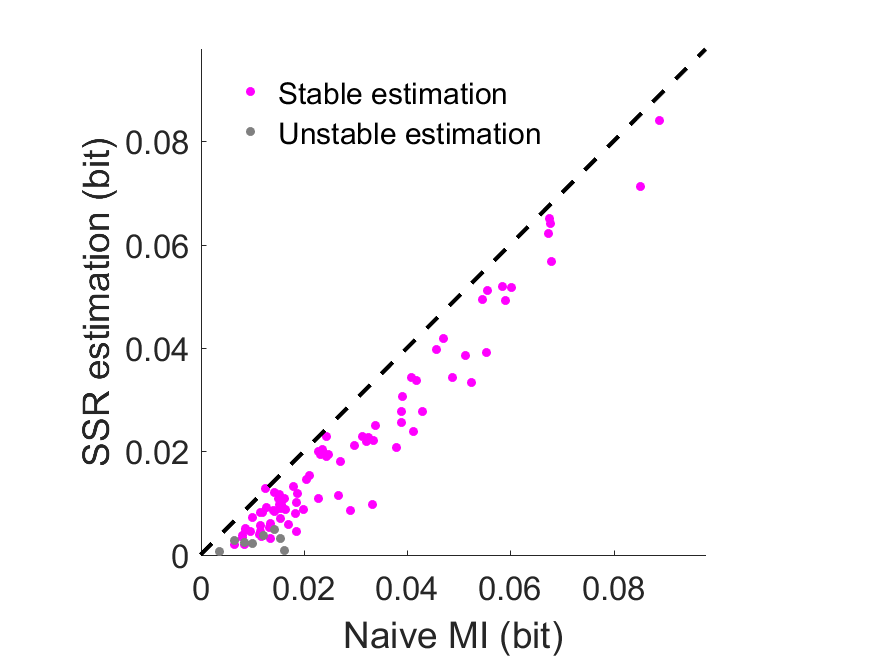 Stable estimation
Unstable estimation
SSR estimation (bit)
0.08
0.06
0.04
0.02
0
0
0.02
0.04
0.06
0.08
Naive MI (bit)